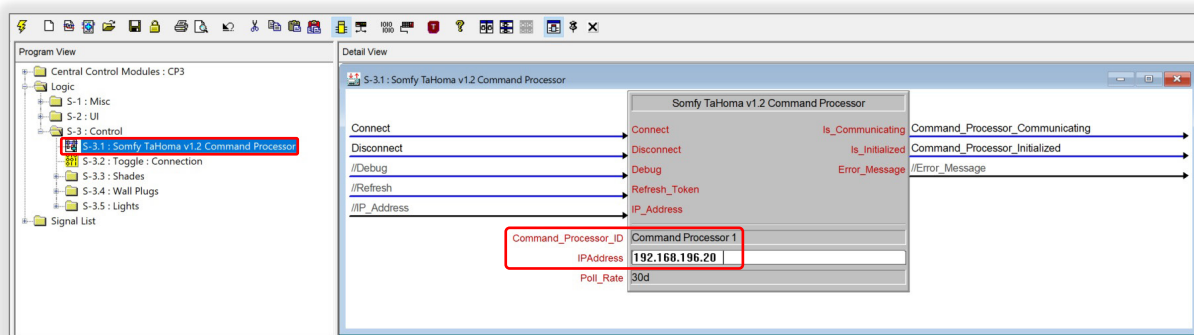 Program View
Central Control Modules : CP3
Logic
S-1 : Misc
S-2 : UI
S-3 : Control
S-3.1 : Somfy TaHoma v1.2 Command Processor
S-3.2 : Toggle : Connection
S-3.3 : Shades
S-3.4 : Wall Plugs
S-3.5 : Lights
Signal List
Detail View
S-3.1 : Somfy TaHoma v1.2 Command Processor
Somfy TaHoma v1.2 Command Processor
Connect Connect Is_Communicating Command_Processor_Communicating
Disconnect Disconnect Is_Initialized Command_Processor_Initialized
//Debug Debug Error_Message //Error_Message
//Refresh Refresh_Token
//IP_Address IP_Address
Command_Processor_ID Command Processor 1
IPAddress 192.168.196.20
Poll_Rate 30d